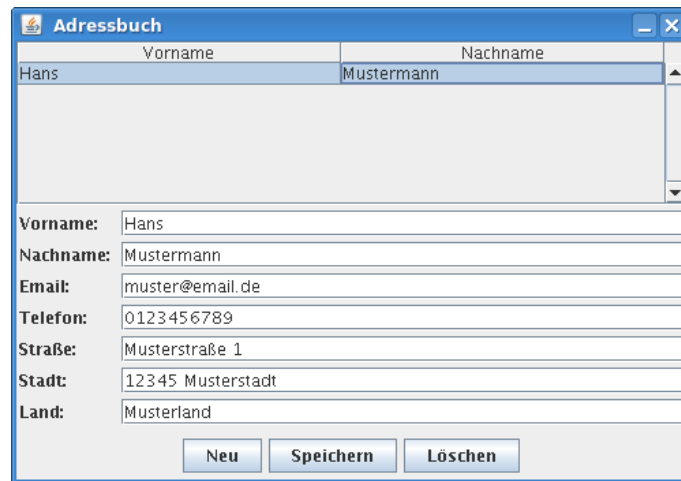 Adressbuch
Vorname Nachname
Hans Mustermann
Vorname: Hans
Nachname: Mustermann
Email: muster@email.de
Telefon: 0123456789
Straße: Musterstraße 1
Stadt: 12345 Musterstadt
Land: Musterland
Neu Speichern Löschen